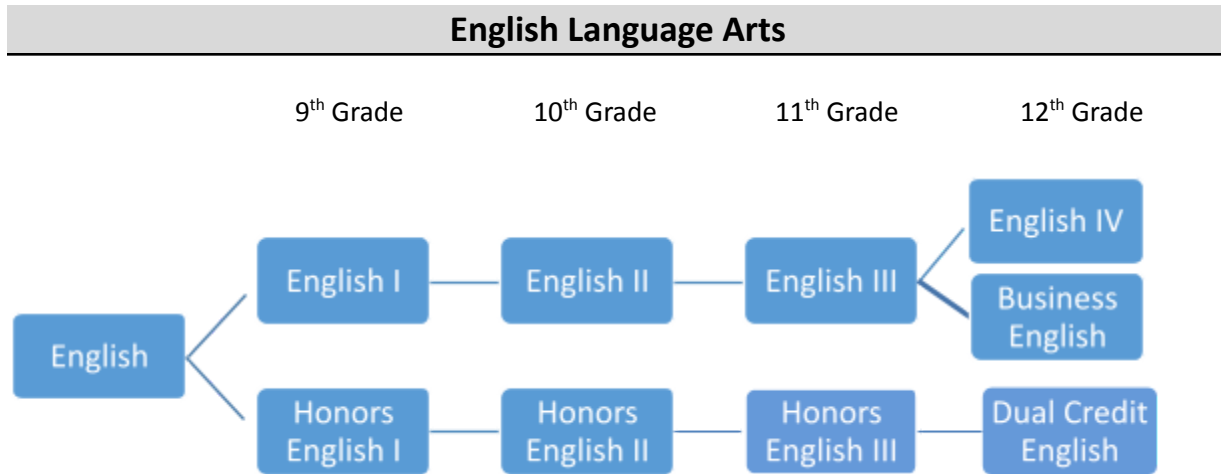 English Language Arts
9th Grade 10th Grade 11th Grade 12th Grade
English IV
English I English II English III
Business
English
English
Honors
English I
Honors
English II
Honors
English III
Dual Credit
English